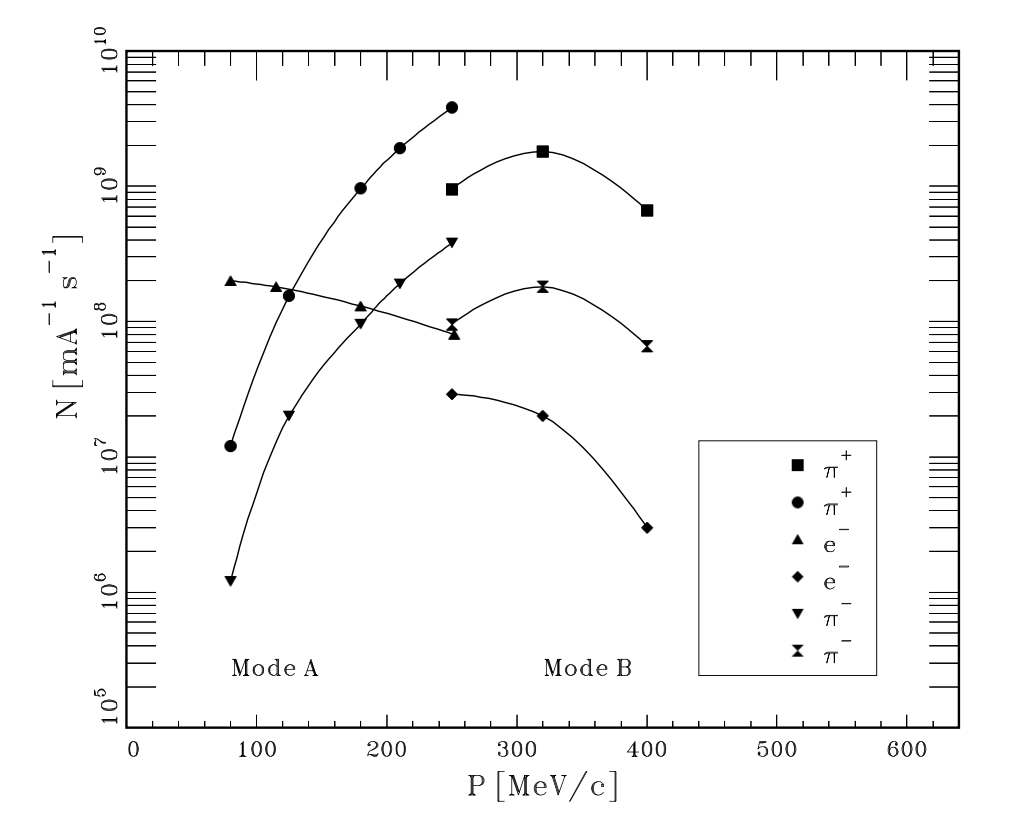 10^10
10^9
10^8
10^7
10^6
10^5
N [mA^−1 s^−1]
π^+
π^+
e^−
e^−
π^−
π^−
Mode A Mode B
0 100 200 300 400 500 600
P [MeV/c]